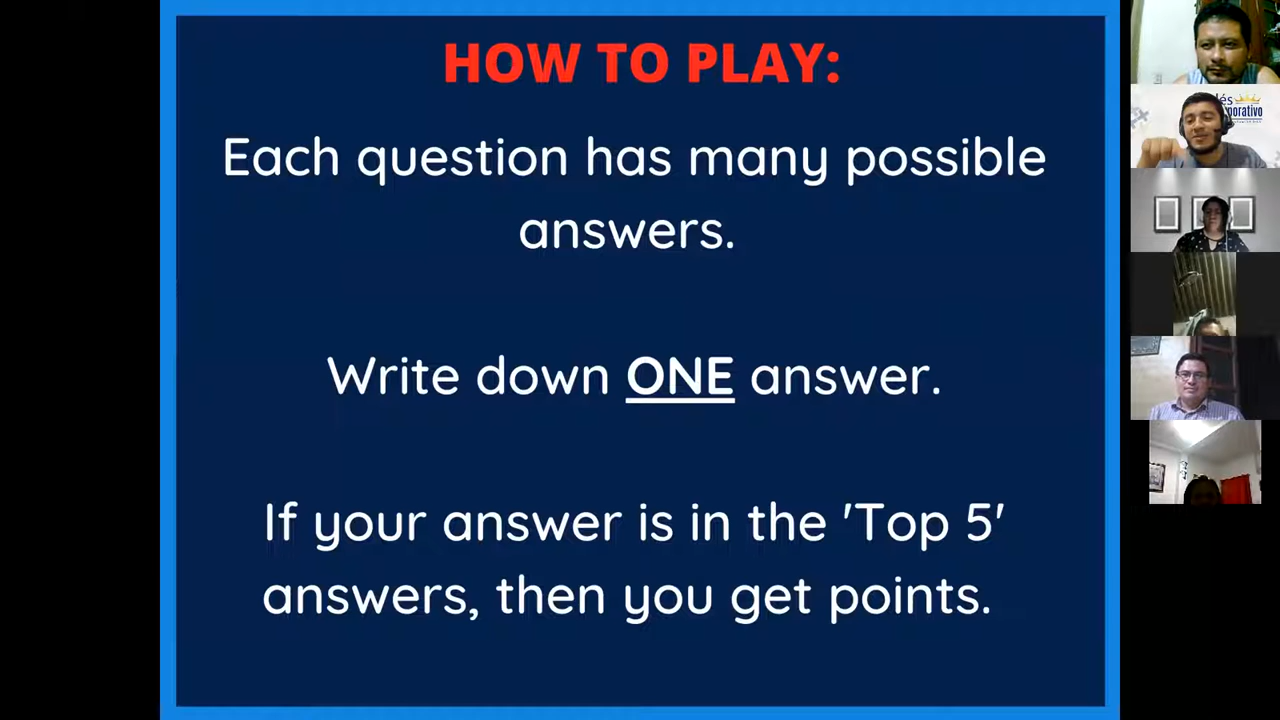 HOW TO PLAY:
Each question has many possible
answers.
Write down ONE answer.
If your answer is in the 'Top 5'
answers, then you get points.